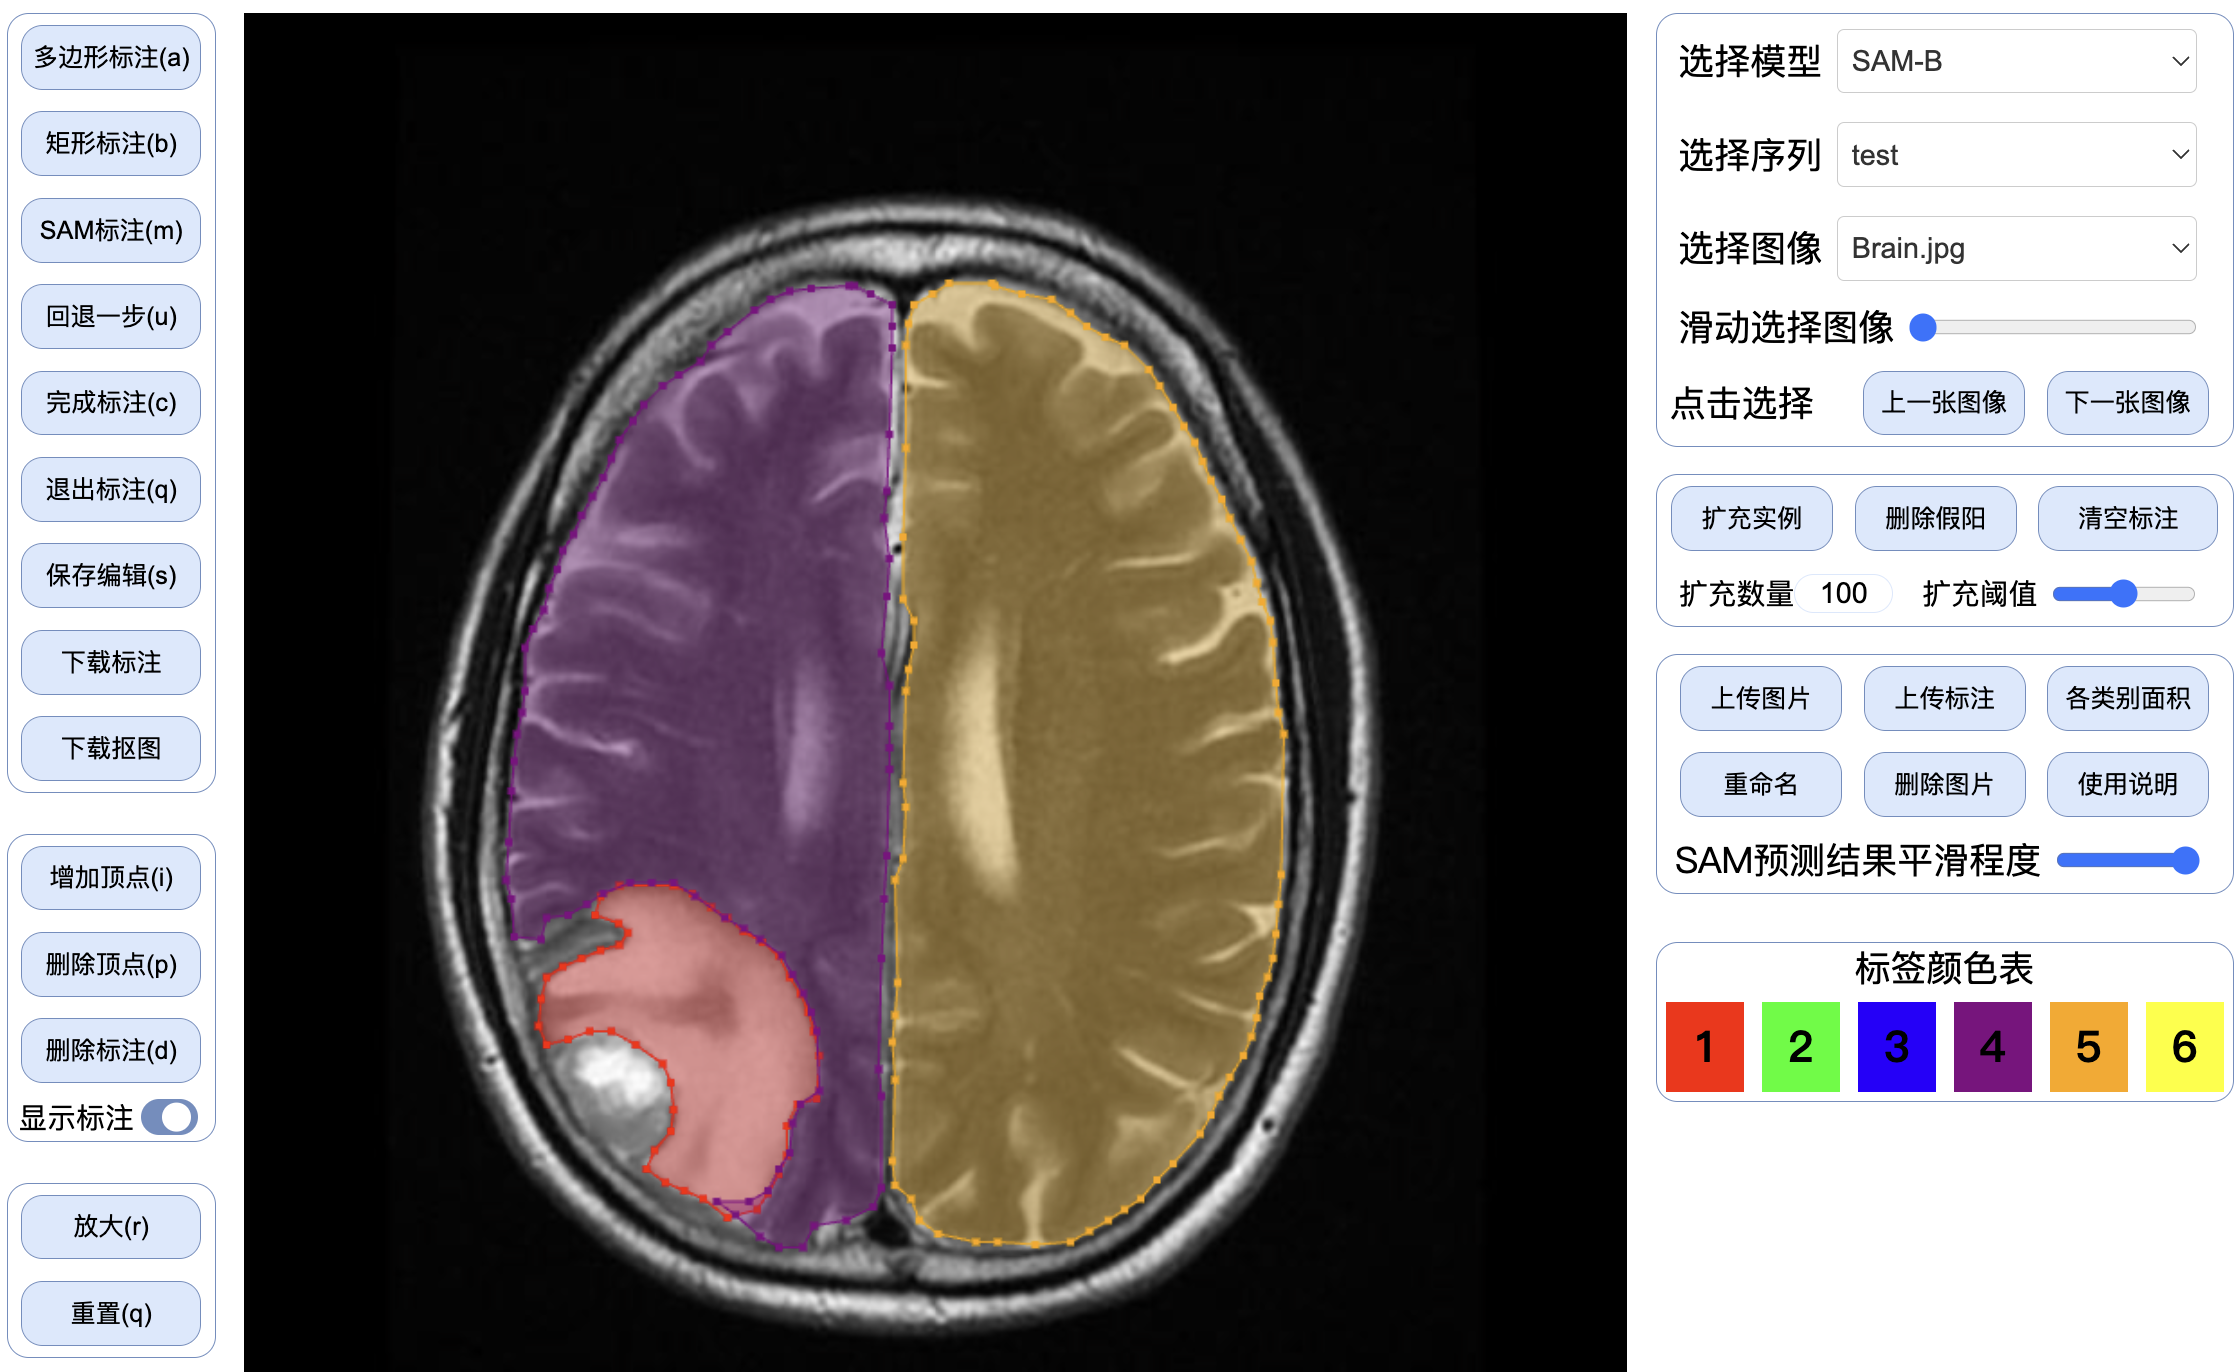 多边形标注(a)
矩形标注(b)
SAM标注(m)
回退一步(u)
完成标注(c)
退出标注(q)
保存编辑(s)
下载标注
下载抠图
增加顶点(i)
删除顶点(p)
删除标注(d)
显示标注
放大(r)
重置(q)
选择模型 SAM-B
选择序列 test
选择图像 Brain.jpg
滑动选择图像
点击选择 上一张图像 下一张图像
扩充实例 删除假阳 清空标注
扩充数量 100 扩充阈值
上传图片 上传标注 各类别面积
重命名 删除图片 使用说明
SAM预测结果平滑程度
标签颜色表
1 2 3 4 5 6